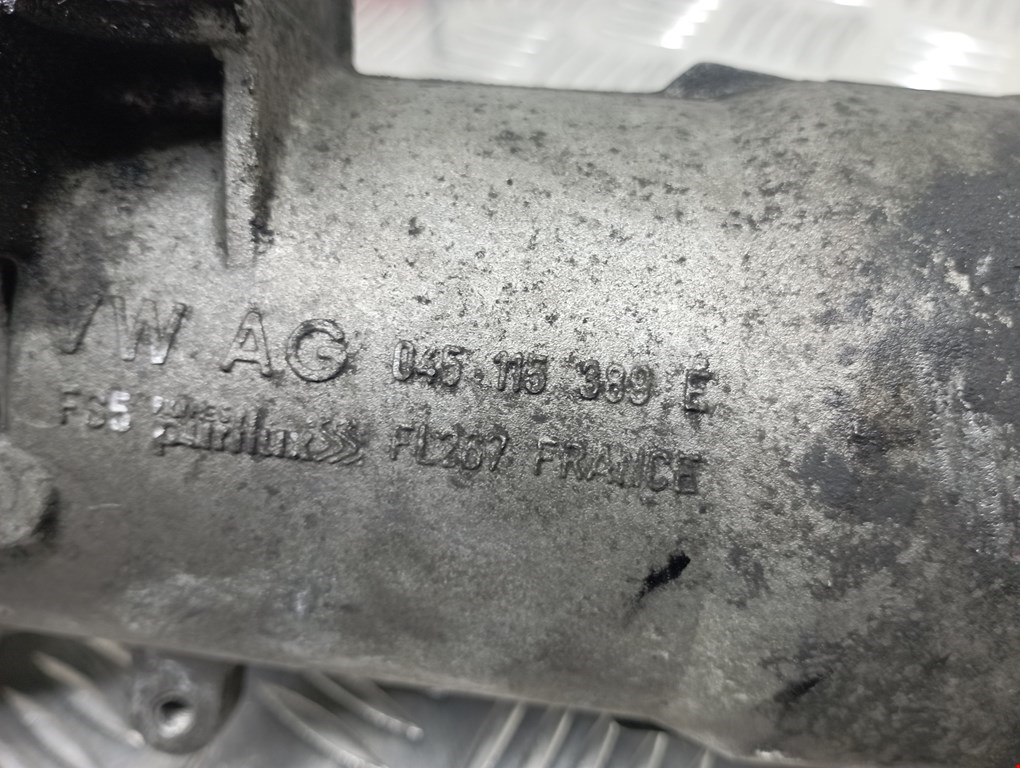 VW AG 045 115 389 E
FS5 purflux FL267 FRANCE